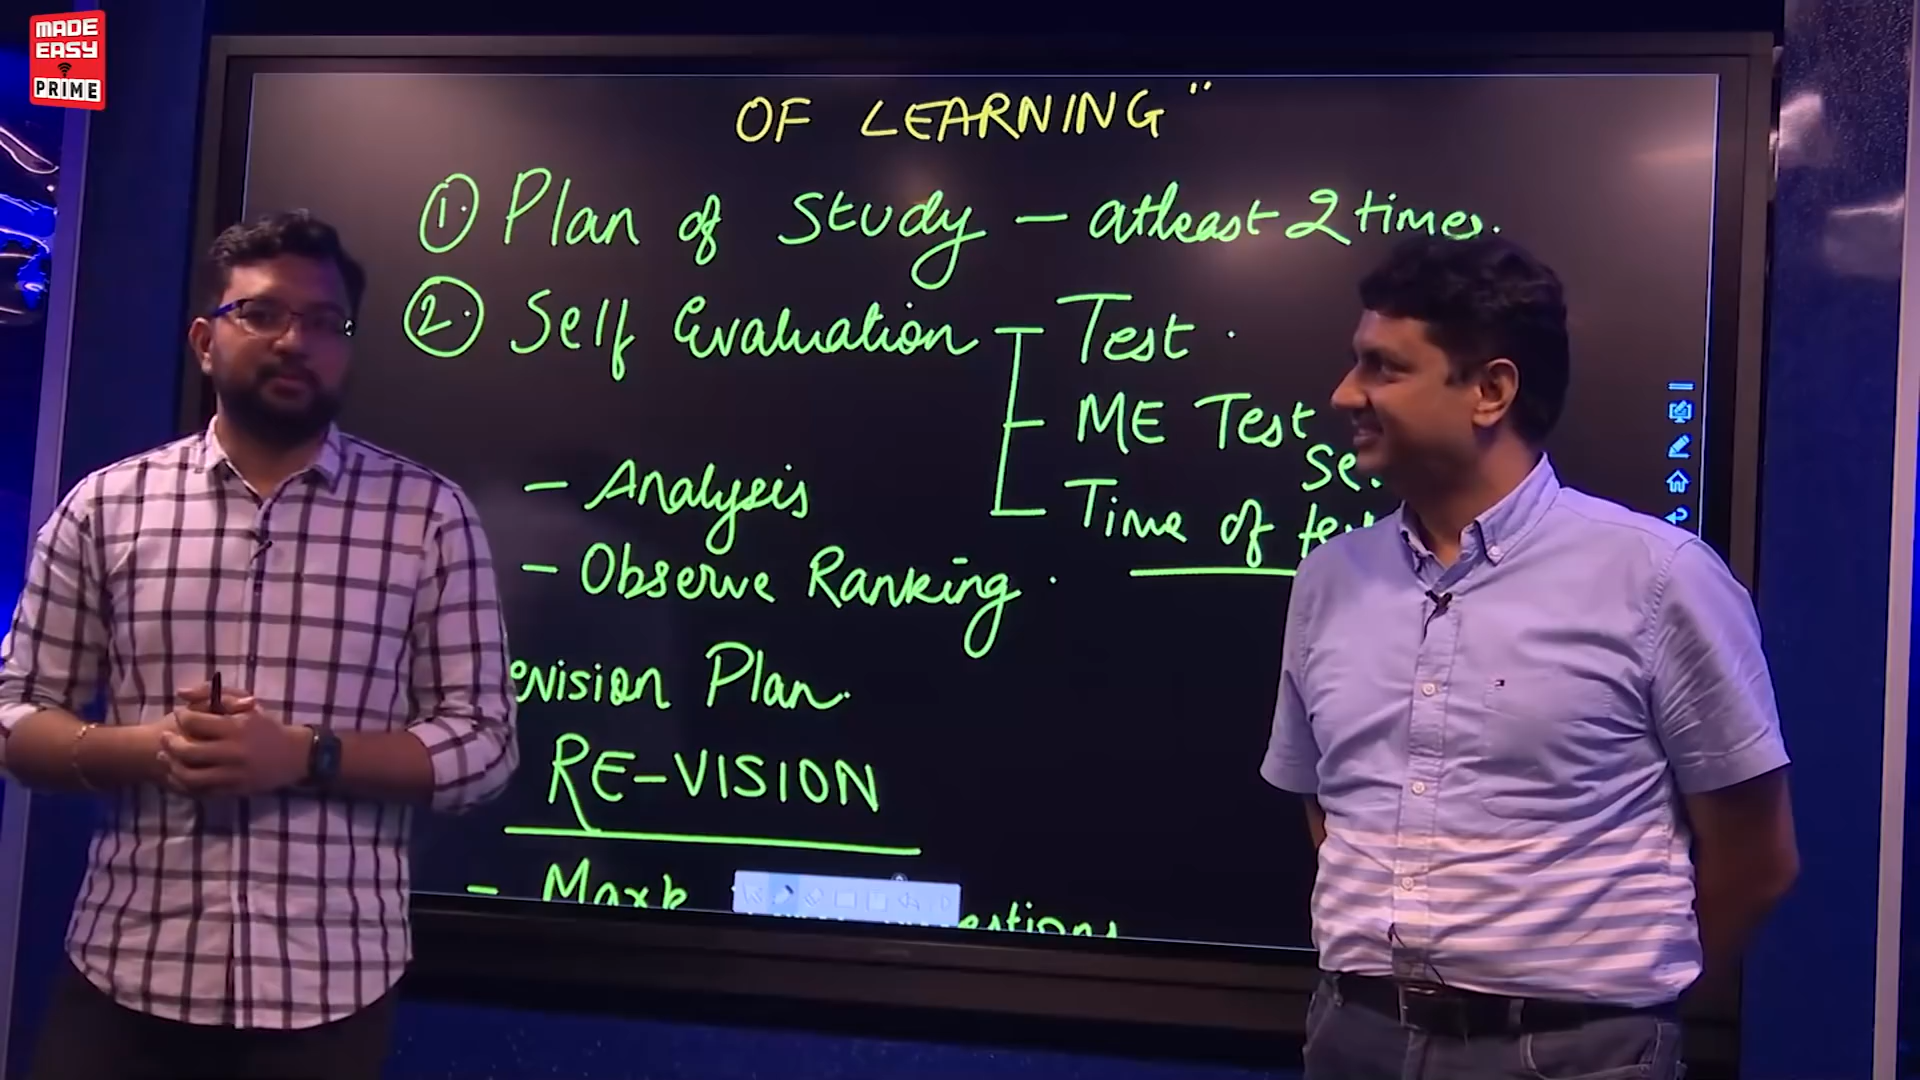 MADE
EASY
PRIME
OF LEARNING"
1. Plan of Study – atleast 2 times.
2. Self Evaluation – Test
ME Test
Se.
– Analysis
Time of
– Observe Ranking
Plan
RE-VISION
– Mark